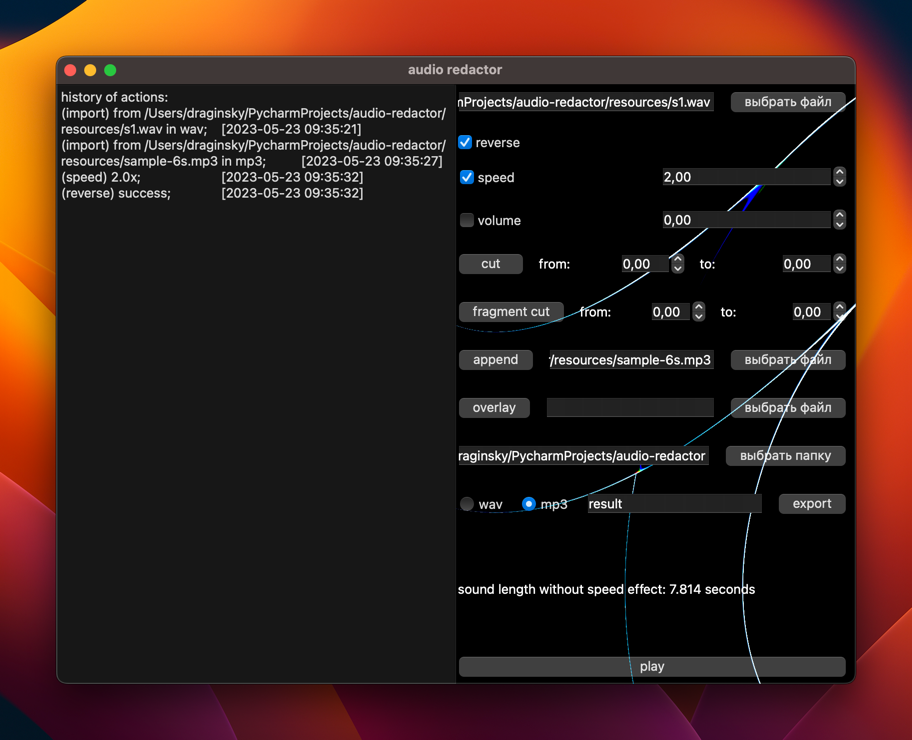 audio redactor
history of actions:
(import) from /Users/draginsky/PycharmProjects/audio-redactor/
resources/s1.wav in wav; [2023-05-23 09:35:21]
(import) from /Users/draginsky/PycharmProjects/audio-redactor/
resources/sample-6s.mp3 in mp3; [2023-05-23 09:35:27]
(speed) 2.0x; [2023-05-23 09:35:32]
(reverse) success; [2023-05-23 09:35:32]
mProjects/audio-redactor/resources/s1.wav выбрать файл
reverse
speed 2,00
volume 0,00
cut from: 0,00 to: 0,00
fragment cut from: 0,00 to: 0,00
append /resources/sample-6s.mp3 выбрать файл
overlay выбрать файл
raginsky/PycharmProjects/audio-redactor выбрать папку
wav mp3 result export
sound length without speed effect: 7.814 seconds
play